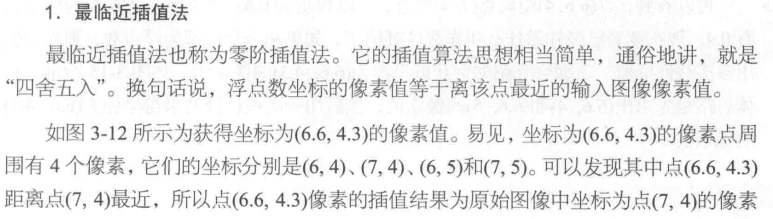 1. 最临近插值法
最临近插值法也称为零阶插值法。它的插值算法思想相当简单，通俗地讲，就是
“四舍五入”。换句话说，浮点数坐标的像素值等于离该点最近的输入图像像素值。
如图 3-12 所示为获得坐标为(6.6, 4.3)的像素值。易见，坐标为(6.6, 4.3)的像素点周
围有 4 个像素，它们的坐标分别是(6, 4)、(7, 4)、(6, 5)和(7, 5)。可以发现其中点(6.6, 4.3)
距离点(7, 4)最近，所以点(6.6, 4.3)像素的插值结果为原始图像中坐标为点(7, 4)的像素